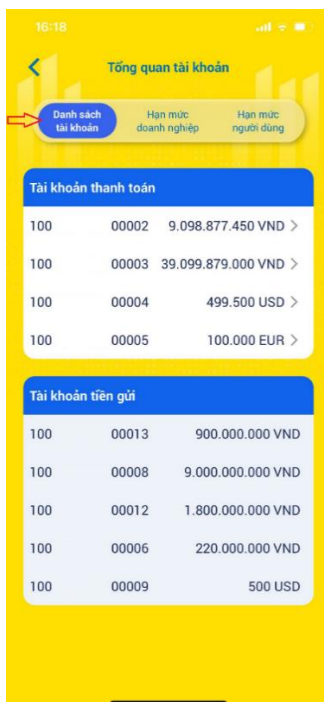 16:18
Tổng quan tài khoản
Danh sách tài khoản
Hạn mức doanh nghiệp
Hạn mức người dùng
Tài khoản thanh toán
100 00002 9.098.877.450 VND >
100 00003 39.099.879.000 VND >
100 00004 499.500 USD >
100 00005 100.000 EUR >
Tài khoản tiền gửi
100 00013 900.000.000 VND
100 00008 9.000.000.000 VND
100 00012 1.800.000.000 VND
100 00006 220.000.000 VND
100 00009 500 USD